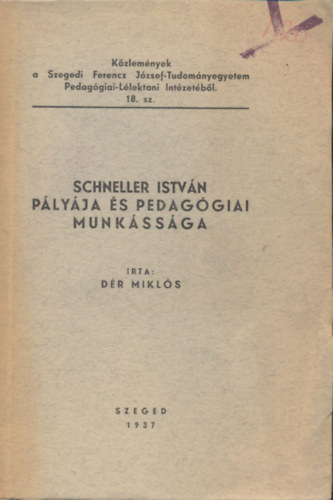 Közlemények
a Szegedi Ferencz József-Tudományegyetem
Pedagógiai-Lélektani Intézetéből.
18. sz.
SCHNELLER ISTVÁN
PÁLYÁJA ÉS PEDAGÓGIAI
MUNKÁSSÁGA
IRTA:
DÉR MIKLÓS
SZEGED
1937